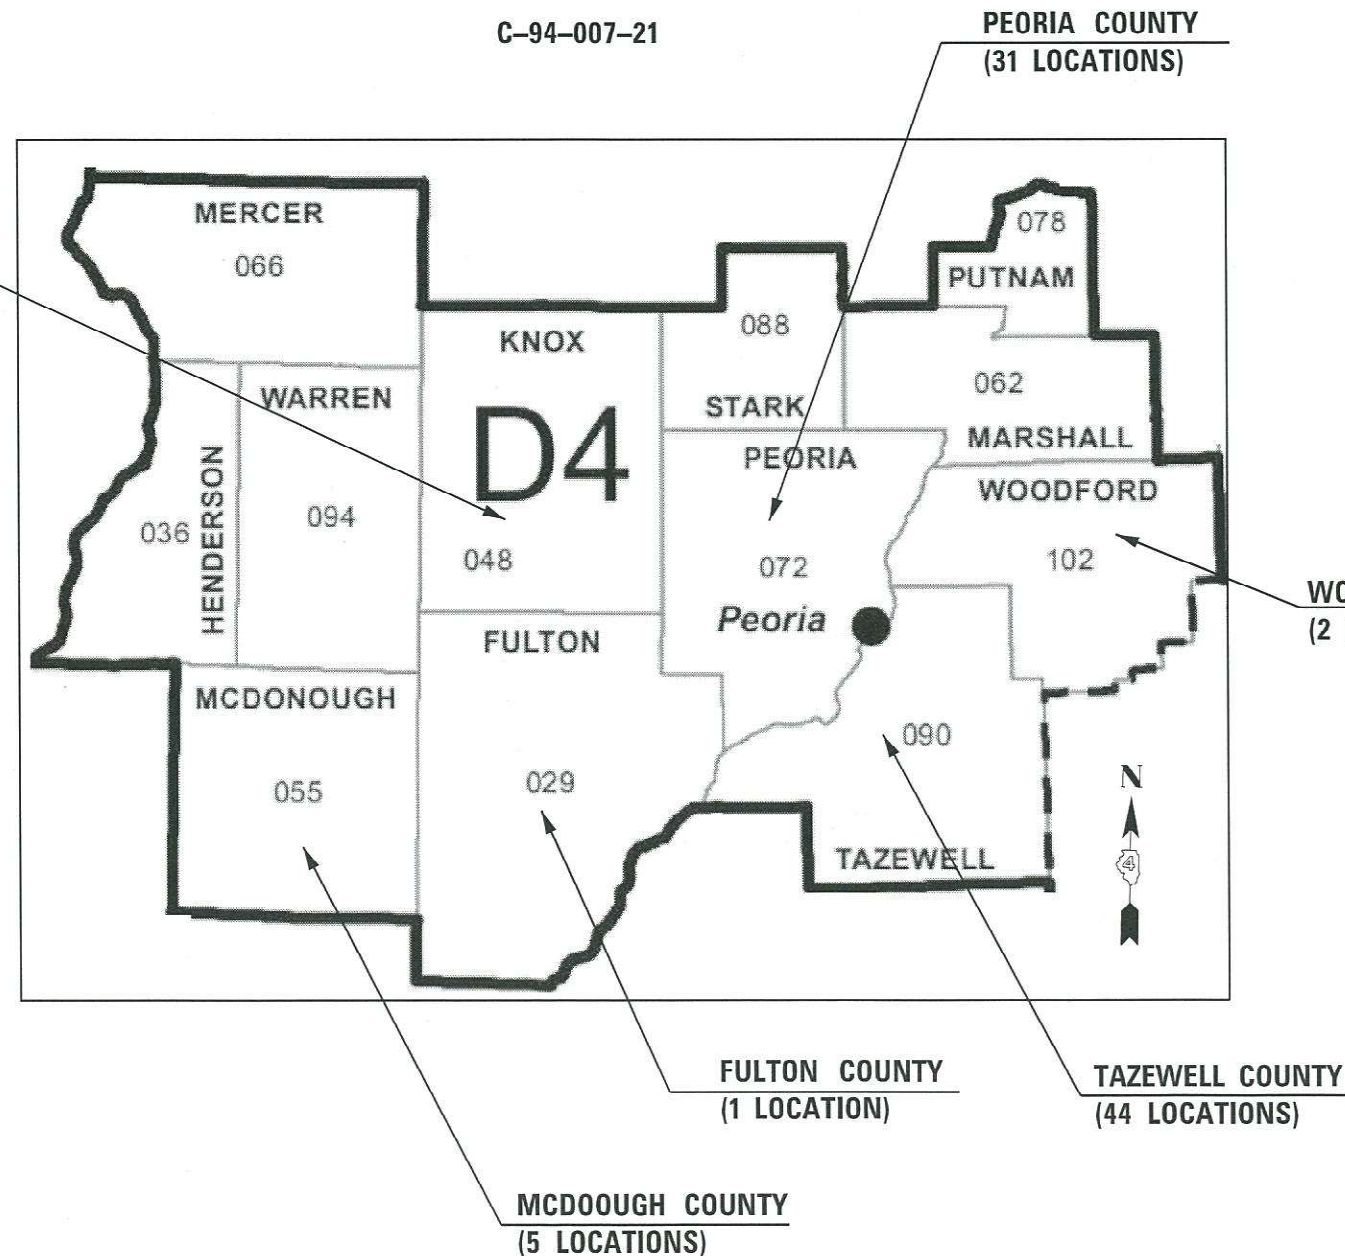 C–94–007–21
PEORIA COUNTY
(31 LOCATIONS)
MERCER
066
078
PUTNAM
KNOX
088
STARK
062
MARSHALL
WARREN
D4
PEORIA
WOODFORD
036
HENDERSON
094
048
072
102
Peoria
(2
FULTON
MCDONOUGH
090
055
029
N
TAZEWELL
4
FULTON COUNTY
(1 LOCATION)
TAZEWELL COUNTY
(44 LOCATIONS)
MCDOOUGH COUNTY
(5 LOCATIONS)